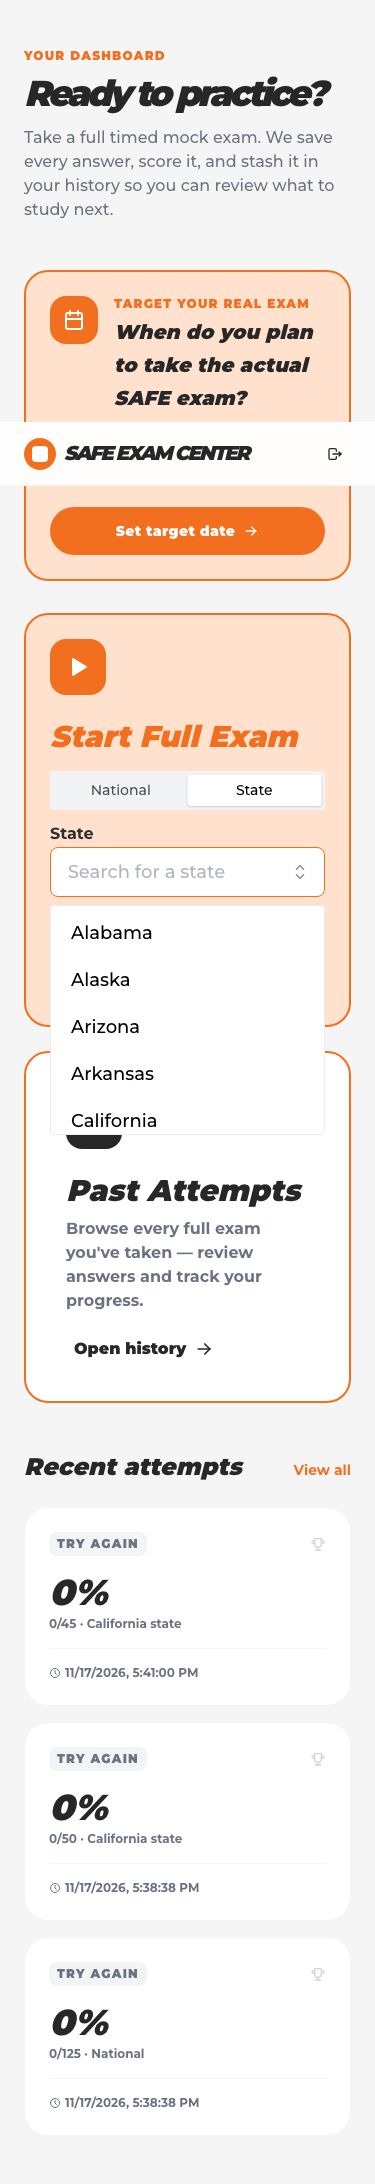 YOUR DASHBOARD
Ready to practice?
Take a full timed mock exam. We save
every answer, score it, and stash it in
your history so you can review what to
study next.
TARGET YOUR REAL EXAM
When do you plan
to take the actual
SAFE exam?
SAFE EXAM CENTER
Set target date
Start Full Exam
National
State
State
Search for a state
Alabama
Alaska
Arizona
Arkansas
California
Past Attempts
Browse every full exam
you've taken — review
answers and track your
progress.
Open history
Recent attempts
View all
TRY AGAIN
0%
0/45 · California state
11/17/2026, 5:41:00 PM
TRY AGAIN
0%
0/50 · California state
11/17/2026, 5:38:38 PM
TRY AGAIN
0%
0/125 · National
11/17/2026, 5:38:38 PM